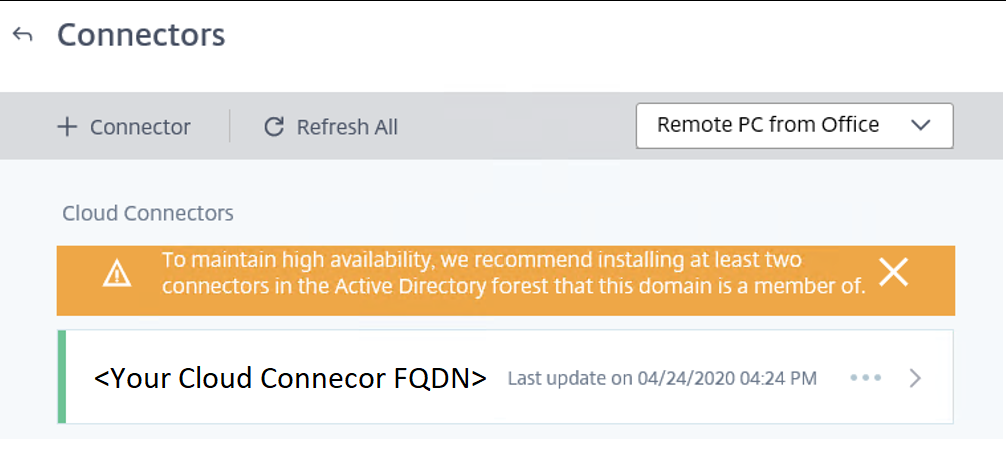 Connectors
Connector
Refresh All
Remote PC from Office
Cloud Connectors
To maintain high availability, we recommend installing at least two
connectors in the Active Directory forest that this domain is a member of.
<Your Cloud Connecor FQDN>
Last update on 04/24/2020 04:24 PM